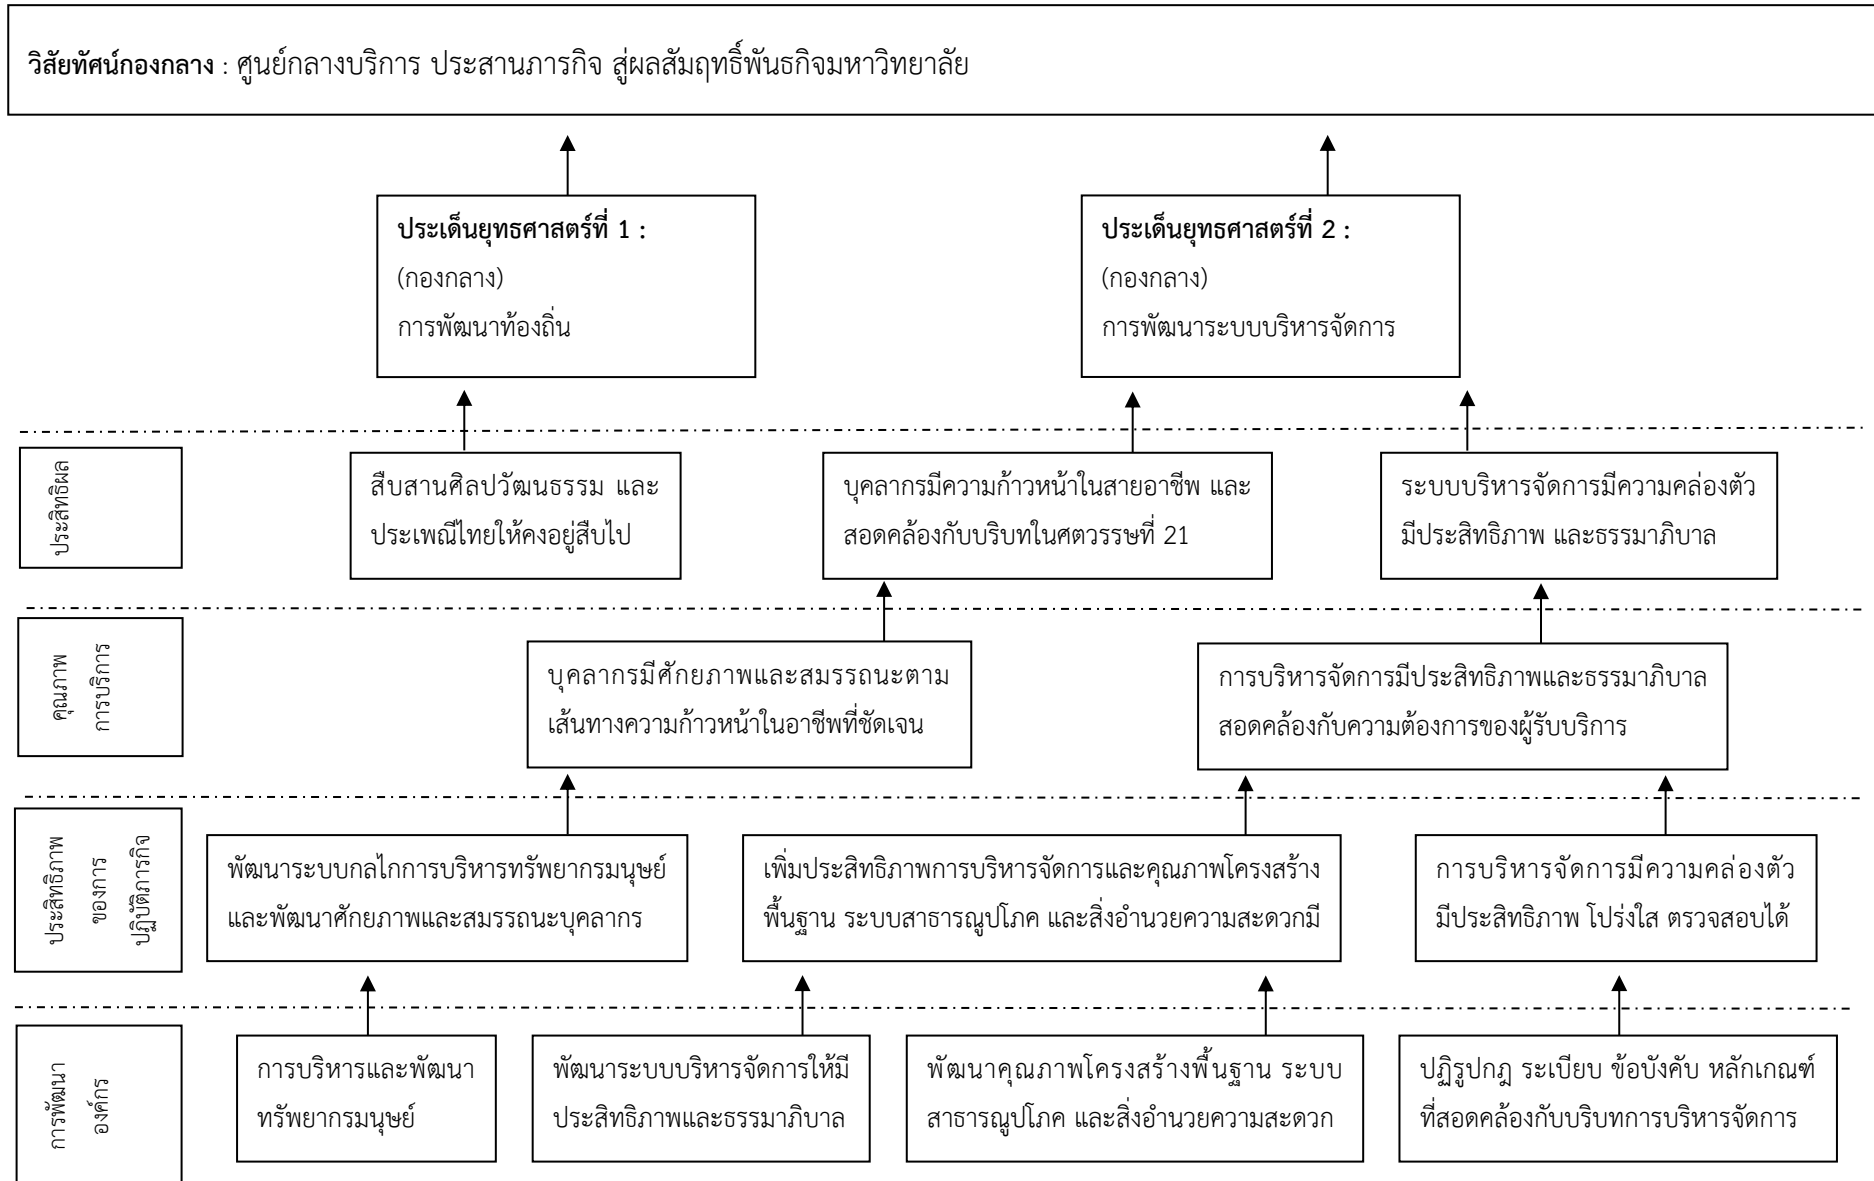 วิสัยทัศน์กองกลาง : ศูนย์กลางบริการ ประสานภารกิจ สู่ผลสัมฤทธิ์พันธกิจมหาวิทยาลัย
ประเด็นยุทธศาสตร์ที่ 1 :
(กองกลาง)
การพัฒนาท้องถิ่น
ประเด็นยุทธศาสตร์ที่ 2 :
(กองกลาง)
การพัฒนาระบบบริหารจัดการ
ประสิทธิผล
สืบสานศิลปวัฒนธรรม และ
ประเพณีไทยให้คงอยู่สืบไป
บุคลากรมีความก้าวหน้าในสายอาชีพ และ
สอดคล้องกับบริบทในศตวรรษที่ 21
ระบบบริหารจัดการมีความคล่องตัว
มีประสิทธิภาพ และธรรมาภิบาล
คุณภาพ
การบริการ
บุคลากรมีศักยภาพและสมรรถนะตาม
เส้นทางความก้าวหน้าในอาชีพที่ชัดเจน
การบริหารจัดการมีประสิทธิภาพและธรรมาภิบาล
สอดคล้องกับความต้องการของผู้รับบริการ
ประสิทธิภาพ
ของการ
ปฏิบัติภารกิจ
พัฒนาระบบกลไกการบริหารทรัพยากรมนุษย์
และพัฒนาศักยภาพและสมรรถนะบุคลากร
เพิ่มประสิทธิภาพการบริหารจัดการและคุณภาพโครงสร้าง
พื้นฐาน ระบบสาธารณูปโภค และสิ่งอำนวยความสะดวกมี
การบริหารจัดการมีความคล่องตัว
มีประสิทธิภาพ โปร่งใส ตรวจสอบได้
การพัฒนา
องค์กร
การบริหารและพัฒนา
ทรัพยากรมนุษย์
พัฒนาระบบบริหารจัดการให้มี
ประสิทธิภาพและธรรมาภิบาล
พัฒนาคุณภาพโครงสร้างพื้นฐาน ระบบ
สาธารณูปโภค และสิ่งอำนวยความสะดวก
ปฏิรูปกฎ ระเบียบ ข้อบังคับ หลักเกณฑ์
ที่สอดคล้องกับบริบทการบริหารจัดการ